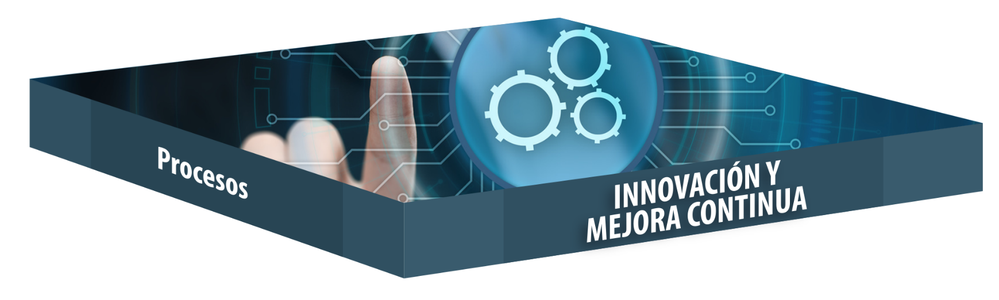 Procesos
INNOVACIÓN Y
MEJORA CONTINUA